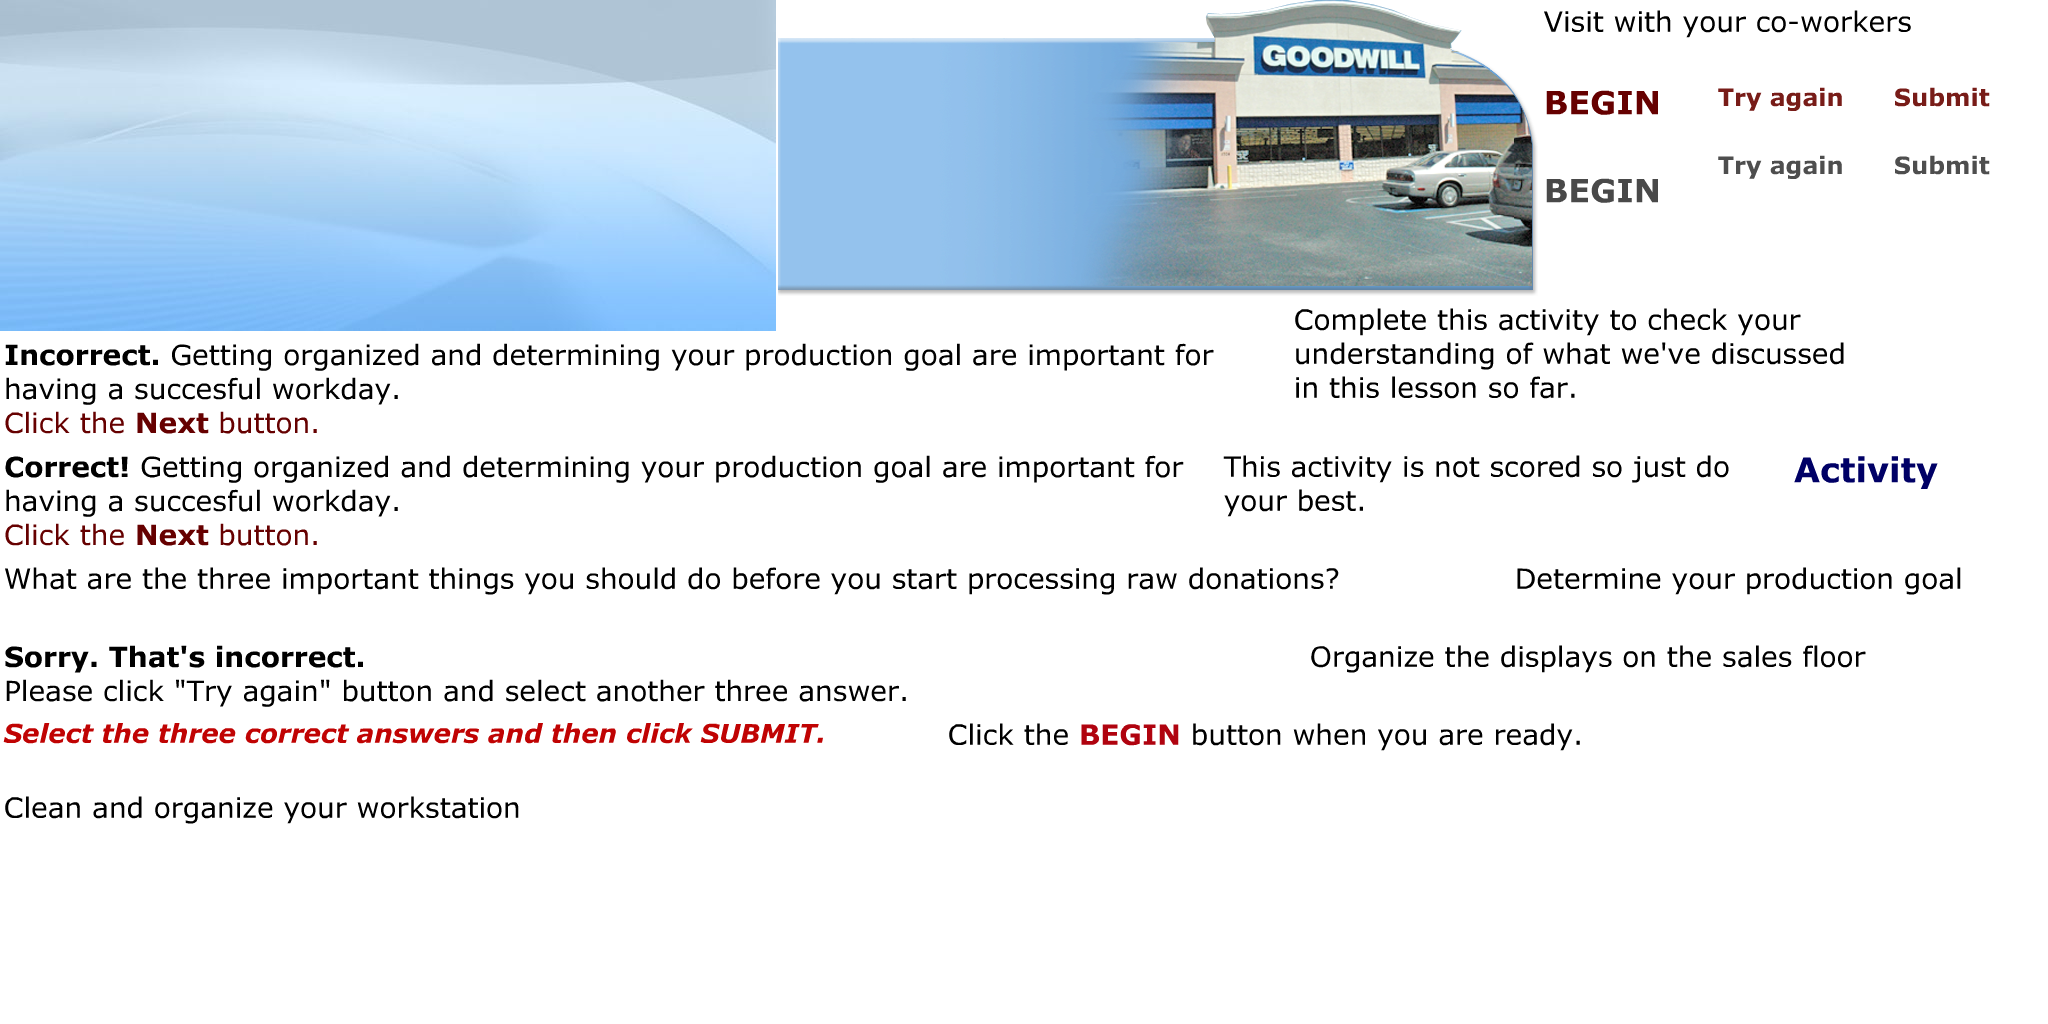 GOODWILL
Visit with your co-workers
BEGIN
Try again
Submit
Try again
Submit
BEGIN
Complete this activity to check your
understanding of what we've discussed
in this lesson so far.
Incorrect. Getting organized and determining your production goal are important for
having a succesful workday.
Click the Next button.
Correct! Getting organized and determining your production goal are important for
having a succesful workday.
Click the Next button.
This activity is not scored so just do
your best.
Activity
What are the three important things you should do before you start processing raw donations?
Determine your production goal
Sorry. That's incorrect.
Please click "Try again" button and select another three answer.
Organize the displays on the sales floor
Select the three correct answers and then click SUBMIT.
Click the BEGIN button when you are ready.
Clean and organize your workstation